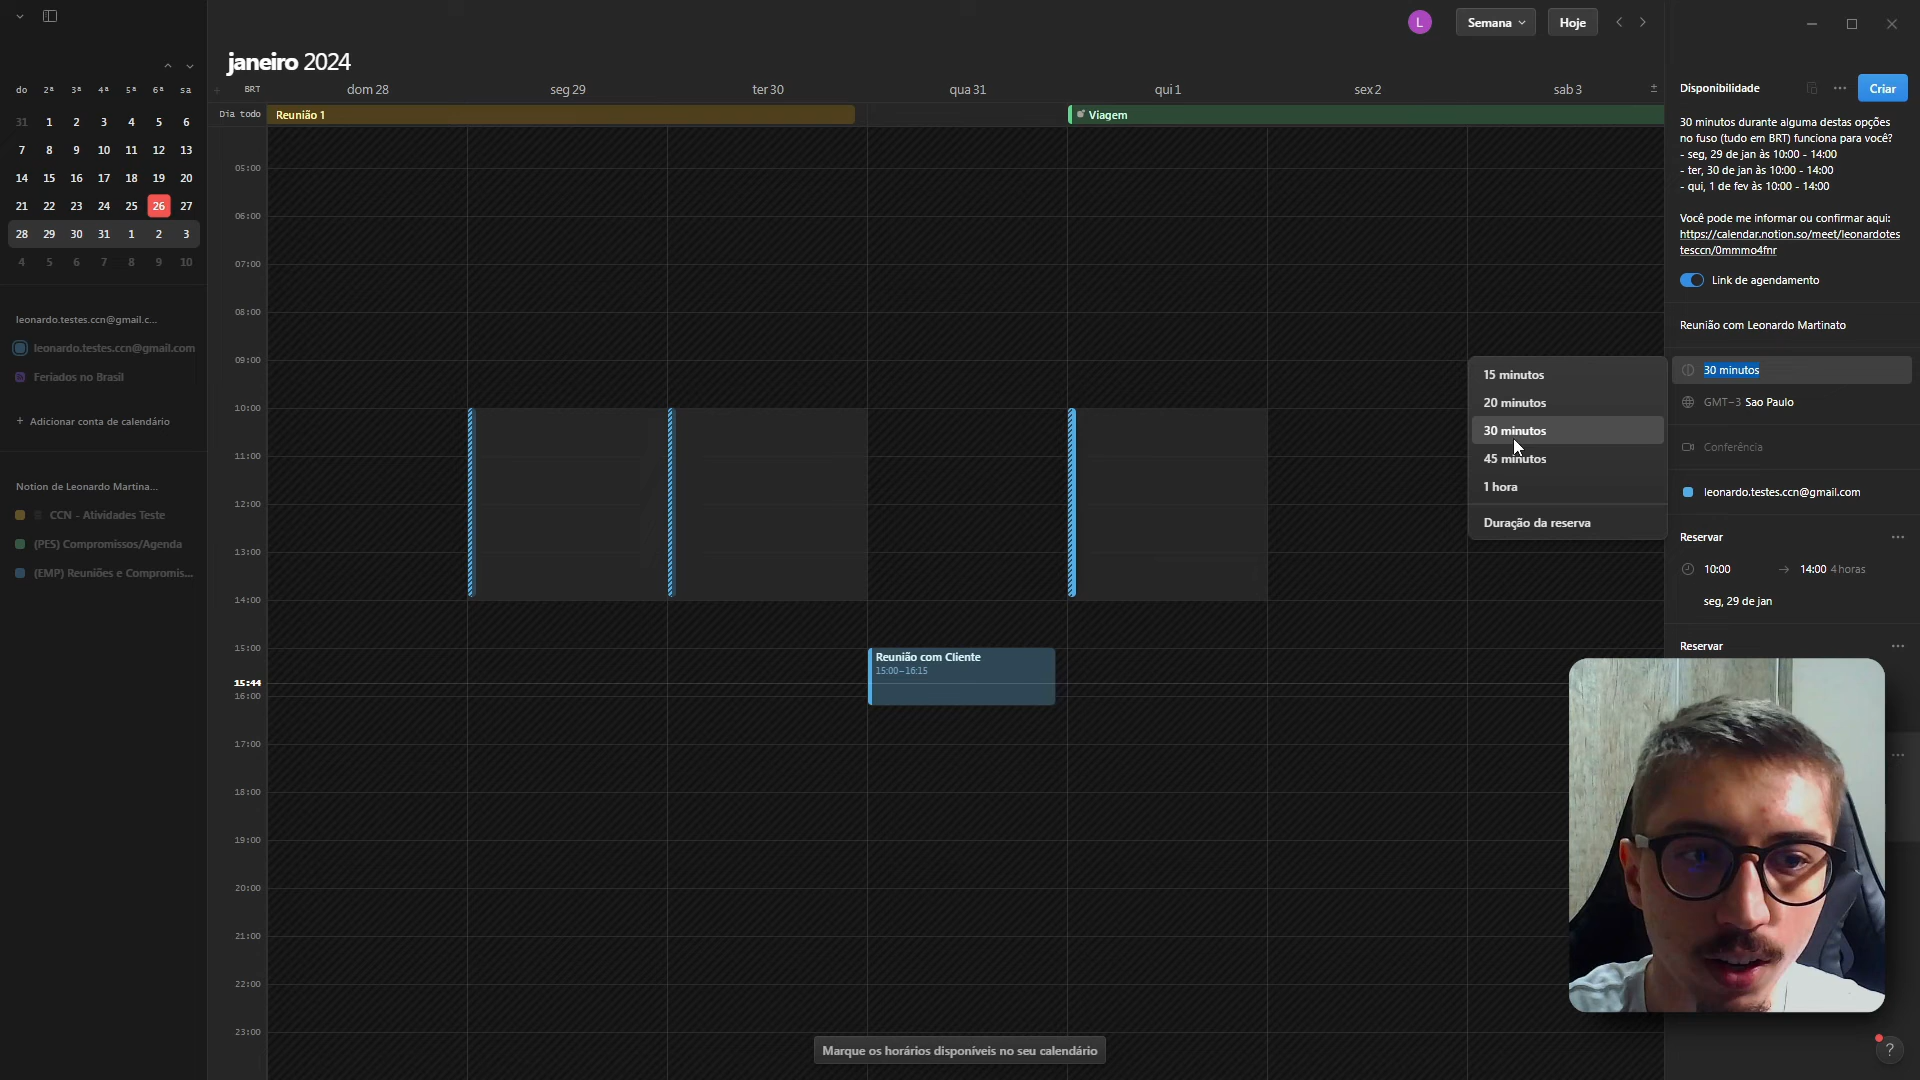 L
Semana
Hoje
janeiro 2024
do 2ª 3ª 4ª 5ª 6ª sa
31 1 2 3 4 5 6
7 8 9 10 11 12 13
14 15 16 17 18 19 20
21 22 23 24 25 26 27
28 29 30 31 1 2 3
4 5 6 7 8 9 10
leonardo.testes.ccn@gmail.c...
leonardo.testes.ccn@gmail.com
Feriados no Brasil
+ Adicionar conta de calendário
Notion de Leonardo Martina...
CCN - Atividades Teste
(PES) Compromissos/Agenda
(EMP) Reuniões e Compromis...
+ BRT dom 28 seg 29 ter 30 qua 31 qui 1 sex 2 sab 3
Dia todo Reunião 1 Viagem
05:00
06:00
07:00
08:00
09:00
10:00
11:00
12:00
13:00
14:00
15:00
15:44
16:00
17:00
18:00
19:00
20:00
21:00
22:00
23:00
Reunião com Cliente
15:00–16:15
Marque os horários disponíveis no seu calendário
15 minutos
20 minutos
30 minutos
45 minutos
1 hora
Duração da reserva
Disponibilidade
Criar
30 minutos durante alguma destas opções
no fuso (tudo em BRT) funciona para você?
- seg, 29 de jan às 10:00 - 14:00
- ter, 30 de jan às 10:00 - 14:00
- qui, 1 de fev às 10:00 - 14:00
Você pode me informar ou confirmar aqui:
https://calendar.notion.so/meet/leonardotes
tesccn/0mmmo4fnr
Link de agendamento
Reunião com Leonardo Martinato
30 minutos
GMT−3 Sao Paulo
Conferência
leonardo.testes.ccn@gmail.com
Reservar
10:00 → 14:00 4 horas
seg, 29 de jan
Reservar
?